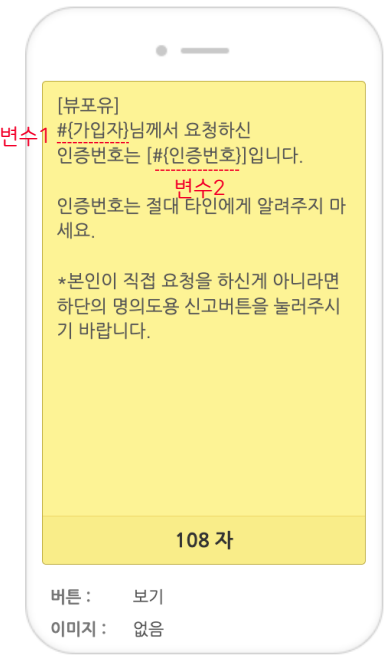 [뷰포유]
변수1 #{가입자}님께서 요청하신
인증번호는 [#{인증번호}]입니다.
변수2
인증번호는 절대 타인에게 알려주지 마
세요.
*본인이 직접 요청을 하신게 아니라면
하단의 명의도용 신고버튼을 눌러주시
기 바랍니다.
108 자
버튼 : 보기
이미지 : 없음